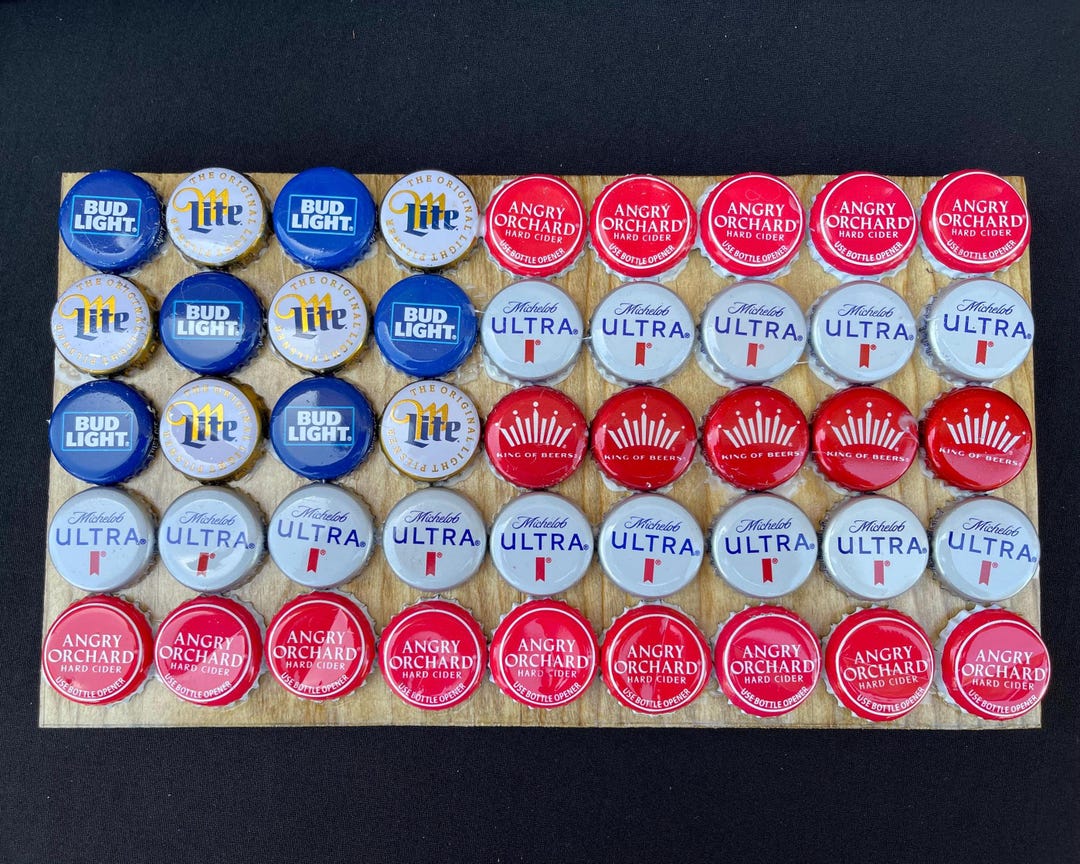 BUD
LIGHT.
THE ORIGINAL
Lite
BUD
LIGHT.
THE ORIGINAL LIGHT
Lite
ANGRY
ORCHARD®
HARD CIDER
USE BOTTLE OPENER
ANGRY
ORCHARD®
HARD CIDER
USE BOTTLE OPENER
ANGRY
ORCHARD®
HARD CIDER
USE BOTTLE OPENER
ANGRY
ORCHARD®
HARD CIDER
USE BOTTLE OPENER
ANGRY
ORCHARD®
HARD CIDER
USE BOTTLE OPENER
THE ORIGINAL
Lite
BUD
LIGHT.
THE ORIGINAL LIGHT PILSNER
Lite
BUD
LIGHT.
Michelob
ULTRA®
Michelob
ULTRA®
Michelob
ULTRA®
Michelob
ULTRA®
Michelob
ULTRA®
BUD
LIGHT.
Lite
BUD
LIGHT.
THE ORIGINAL LIGHT PILSNER
Lite
KING OF BEERS®
KING OF BEERS®
KING OF BEERS®
KING OF BEERS®
KING OF BEERS®
Michelob
ULTRA®
Michelob
ULTRA®
Michelob
ULTRA®
Michelob
ULTRA®
Michelob
ULTRA®
Michelob
ULTRA®
Michelob
ULTRA®
Michelob
ULTRA®
Michelob
ULTRA®
ANGRY
ORCHARD®
HARD CIDER
USE BOTTLE OPENER
ANGRY
ORCHARD®
HARD CIDER
USE BOTTLE OPENER
ANGRY
ORCHARD®
HARD CIDER
USE BOTTLE OPENER
ANGRY
ORCHARD®
HARD CIDER
USE BOTTLE OPENER
ANGRY
ORCHARD®
HARD CIDER
USE BOTTLE OPENER
ANGRY
ORCHARD®
HARD CIDER
USE BOTTLE OPENER
ANGRY
ORCHARD®
HARD CIDER
USE BOTTLE OPENER
ANGRY
ORCHARD®
HARD CIDER
USE BOTTLE OPENER
ANGRY
ORCHARD®
HARD CIDER
USE BOTTLE OPENER